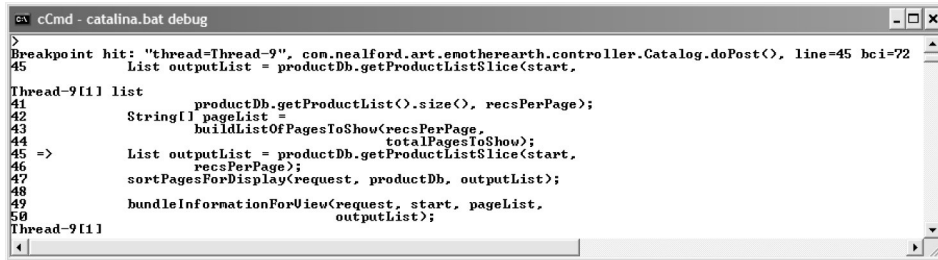 cCmd - catalina.bat debug
>
Breakpoint hit: "thread=Thread-9", com.nealford.art.emotherearth.controller.Catalog.doPost(), line=45 bci=72
45 List outputList = productDb.getProductListSlice(start,
Thread-9[1] list
41 productDb.getProductList().size(), recsPerPage);
42 String[] pageList =
43 buildListOfPagesToShow(recsPerPage,
44 totalPagesToShow);
45 => List outputList = productDb.getProductListSlice(start,
46 recsPerPage);
47 sortPagesForDisplay(request, productDb, outputList);
48
49 bundleInformationForView(request, start, pageList,
50 outputList);
Thread-9[1]